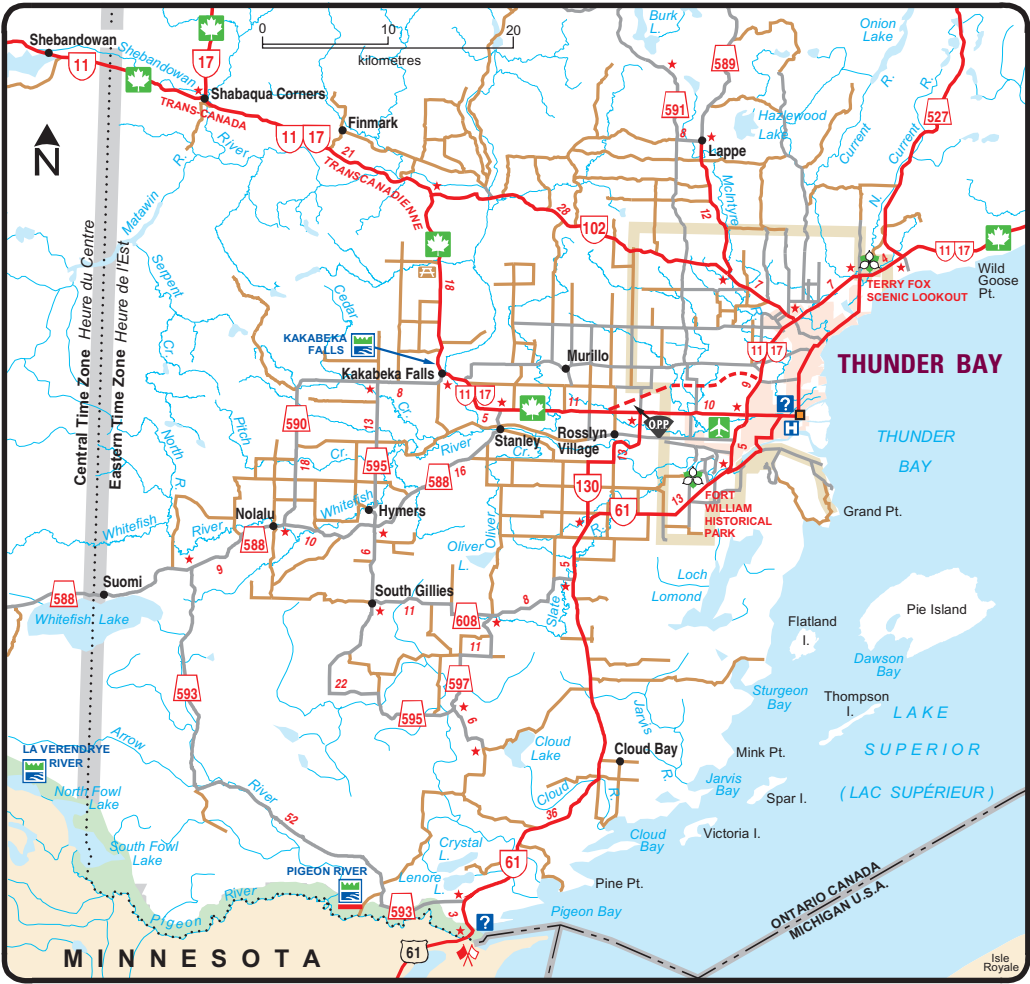 0 10 20
kilometres
Shebandowan
11
Shebandowan
River
17
Shabaqua Corners
TRANS-CANADA
11 17
Finmark
21
TRANSCANADIENNE
N
Matawin
R.
Burk
L.
589
591
8
Lappe
Hazlewood
Lake
Onion
Lake
R.
R.
527
Current
N. Current
McIntyre
12
28
102
7
7
4
11 17
Wild
Goose
Pt.
TERRY FOX
SCENIC LOOKOUT
Central Time Zone Heure du Centre
Eastern Time Zone Heure de l'Est
Serpent
Cr.
Cedar
Cr.
18
KAKABEKA
FALLS
Kakabeka Falls
Murillo
11 17
THUNDER BAY
11 17
9
8
11
10
?
H
OPP
590
13
5
Stanley
Rosslyn
Village
13
5
THUNDER
BAY
North
R.
Pitch
Cr.
595
River
Cr.
588
16
18
130
61
13
FORT
WILLIAM
HISTORICAL
PARK
Grand Pt.
Whitefish
River
Nolalu
Whitefish
Hymers
588
10
6
9
Oliver
L.
Oliver
R.
5
Loch
Lomond
Suomi
588
Whitefish Lake
South Gillies
11
608
8
Slate
11
Flatland
I.
Pie Island
Dawson
Bay
593
22
597
595
6
Jarvis
R.
Sturgeon
Bay
Thompson
I.
LAKE
SUPERIOR
(LAC SUPÉRIEUR)
Arrow
River
LA VERENDRYE
RIVER
North Fowl
Lake
Cloud
Lake
Cloud Bay
Mink Pt.
Jarvis
Bay
Spar I.
Cloud
R.
36
52
Cloud
Bay
Victoria I.
South Fowl
Lake
Crystal
L.
61
PIGEON RIVER
Lenore
L.
Pine Pt.
Pigeon
River
593
3
?
Pigeon Bay
ONTARIO CANADA
MICHIGAN U.S.A.
61
MINNESOTA
Isle
Royale